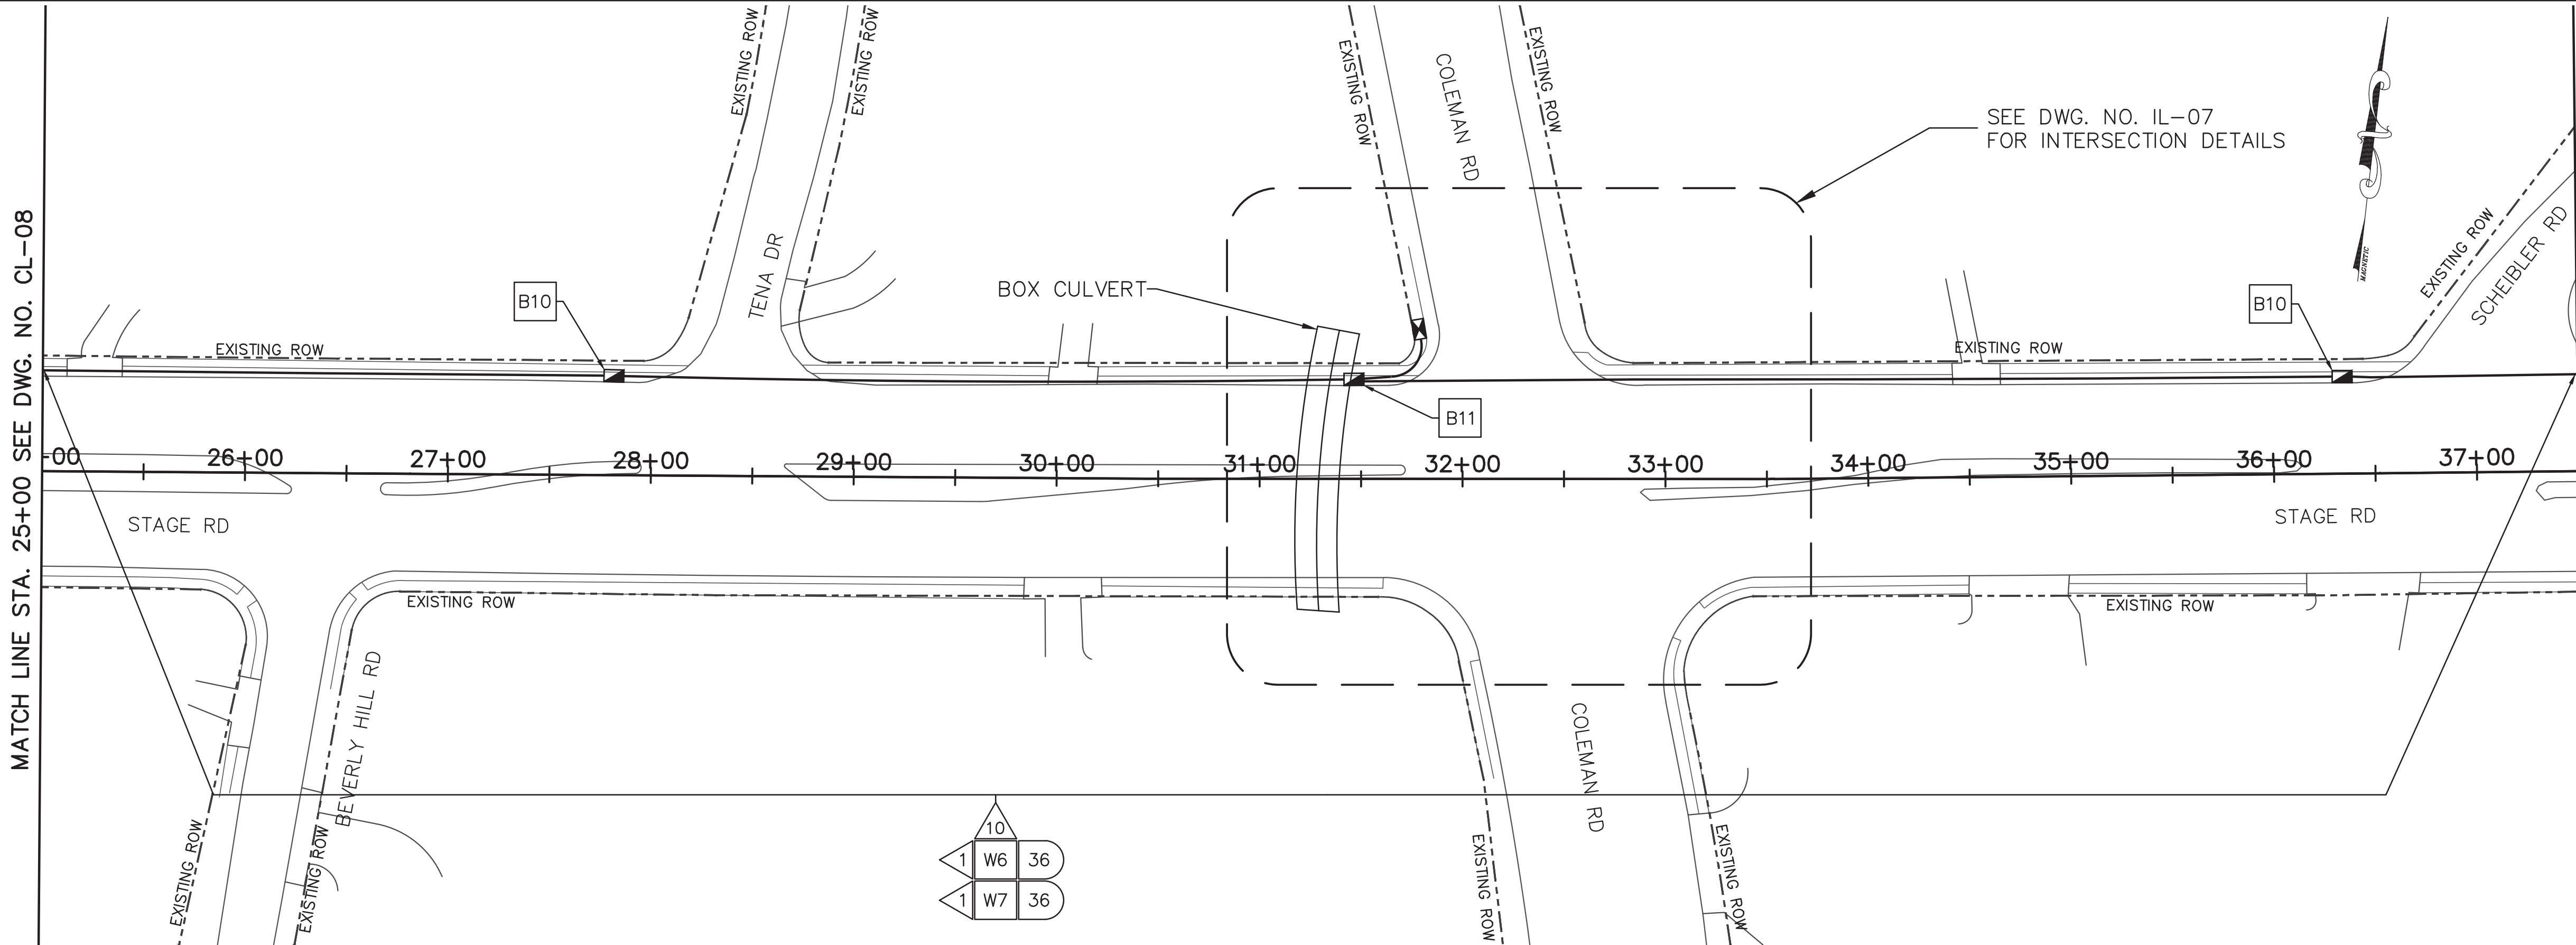 MATCH LINE STA. 25+00 SEE DWG. NO. CL-08
EXISTING ROW
EXISTING ROW
EXISTING ROW
EXISTING ROW
COLEMAN RD
SEE DWG. NO. IL-07
FOR INTERSECTION DETAILS
MAGNETIC
EXISTING ROW
SCHEIBLER RD
TENA DR
BOX CULVERT
B10
B10
EXISTING ROW
EXISTING ROW
B11
00
26+00
27+00
28+00
29+00
30+00
31+00
32+00
33+00
34+00
35+00
36+00
37+00
STAGE RD
STAGE RD
EXISTING ROW
EXISTING ROW
BEVERLY HILL RD
COLEMAN RD
EXISTING ROW
EXISTING ROW
EXISTING ROW
EXISTING ROW
10
1 W6 36
1 W7 36